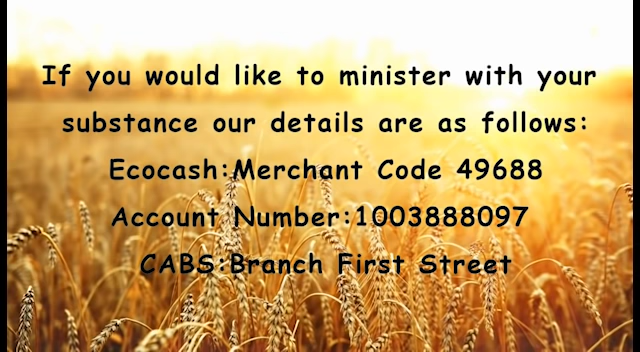 If you would like to minister with your
substance our details are as follows:
Ecocash:Merchant Code 49688
Account Number:1003888097
CABS:Branch First Street